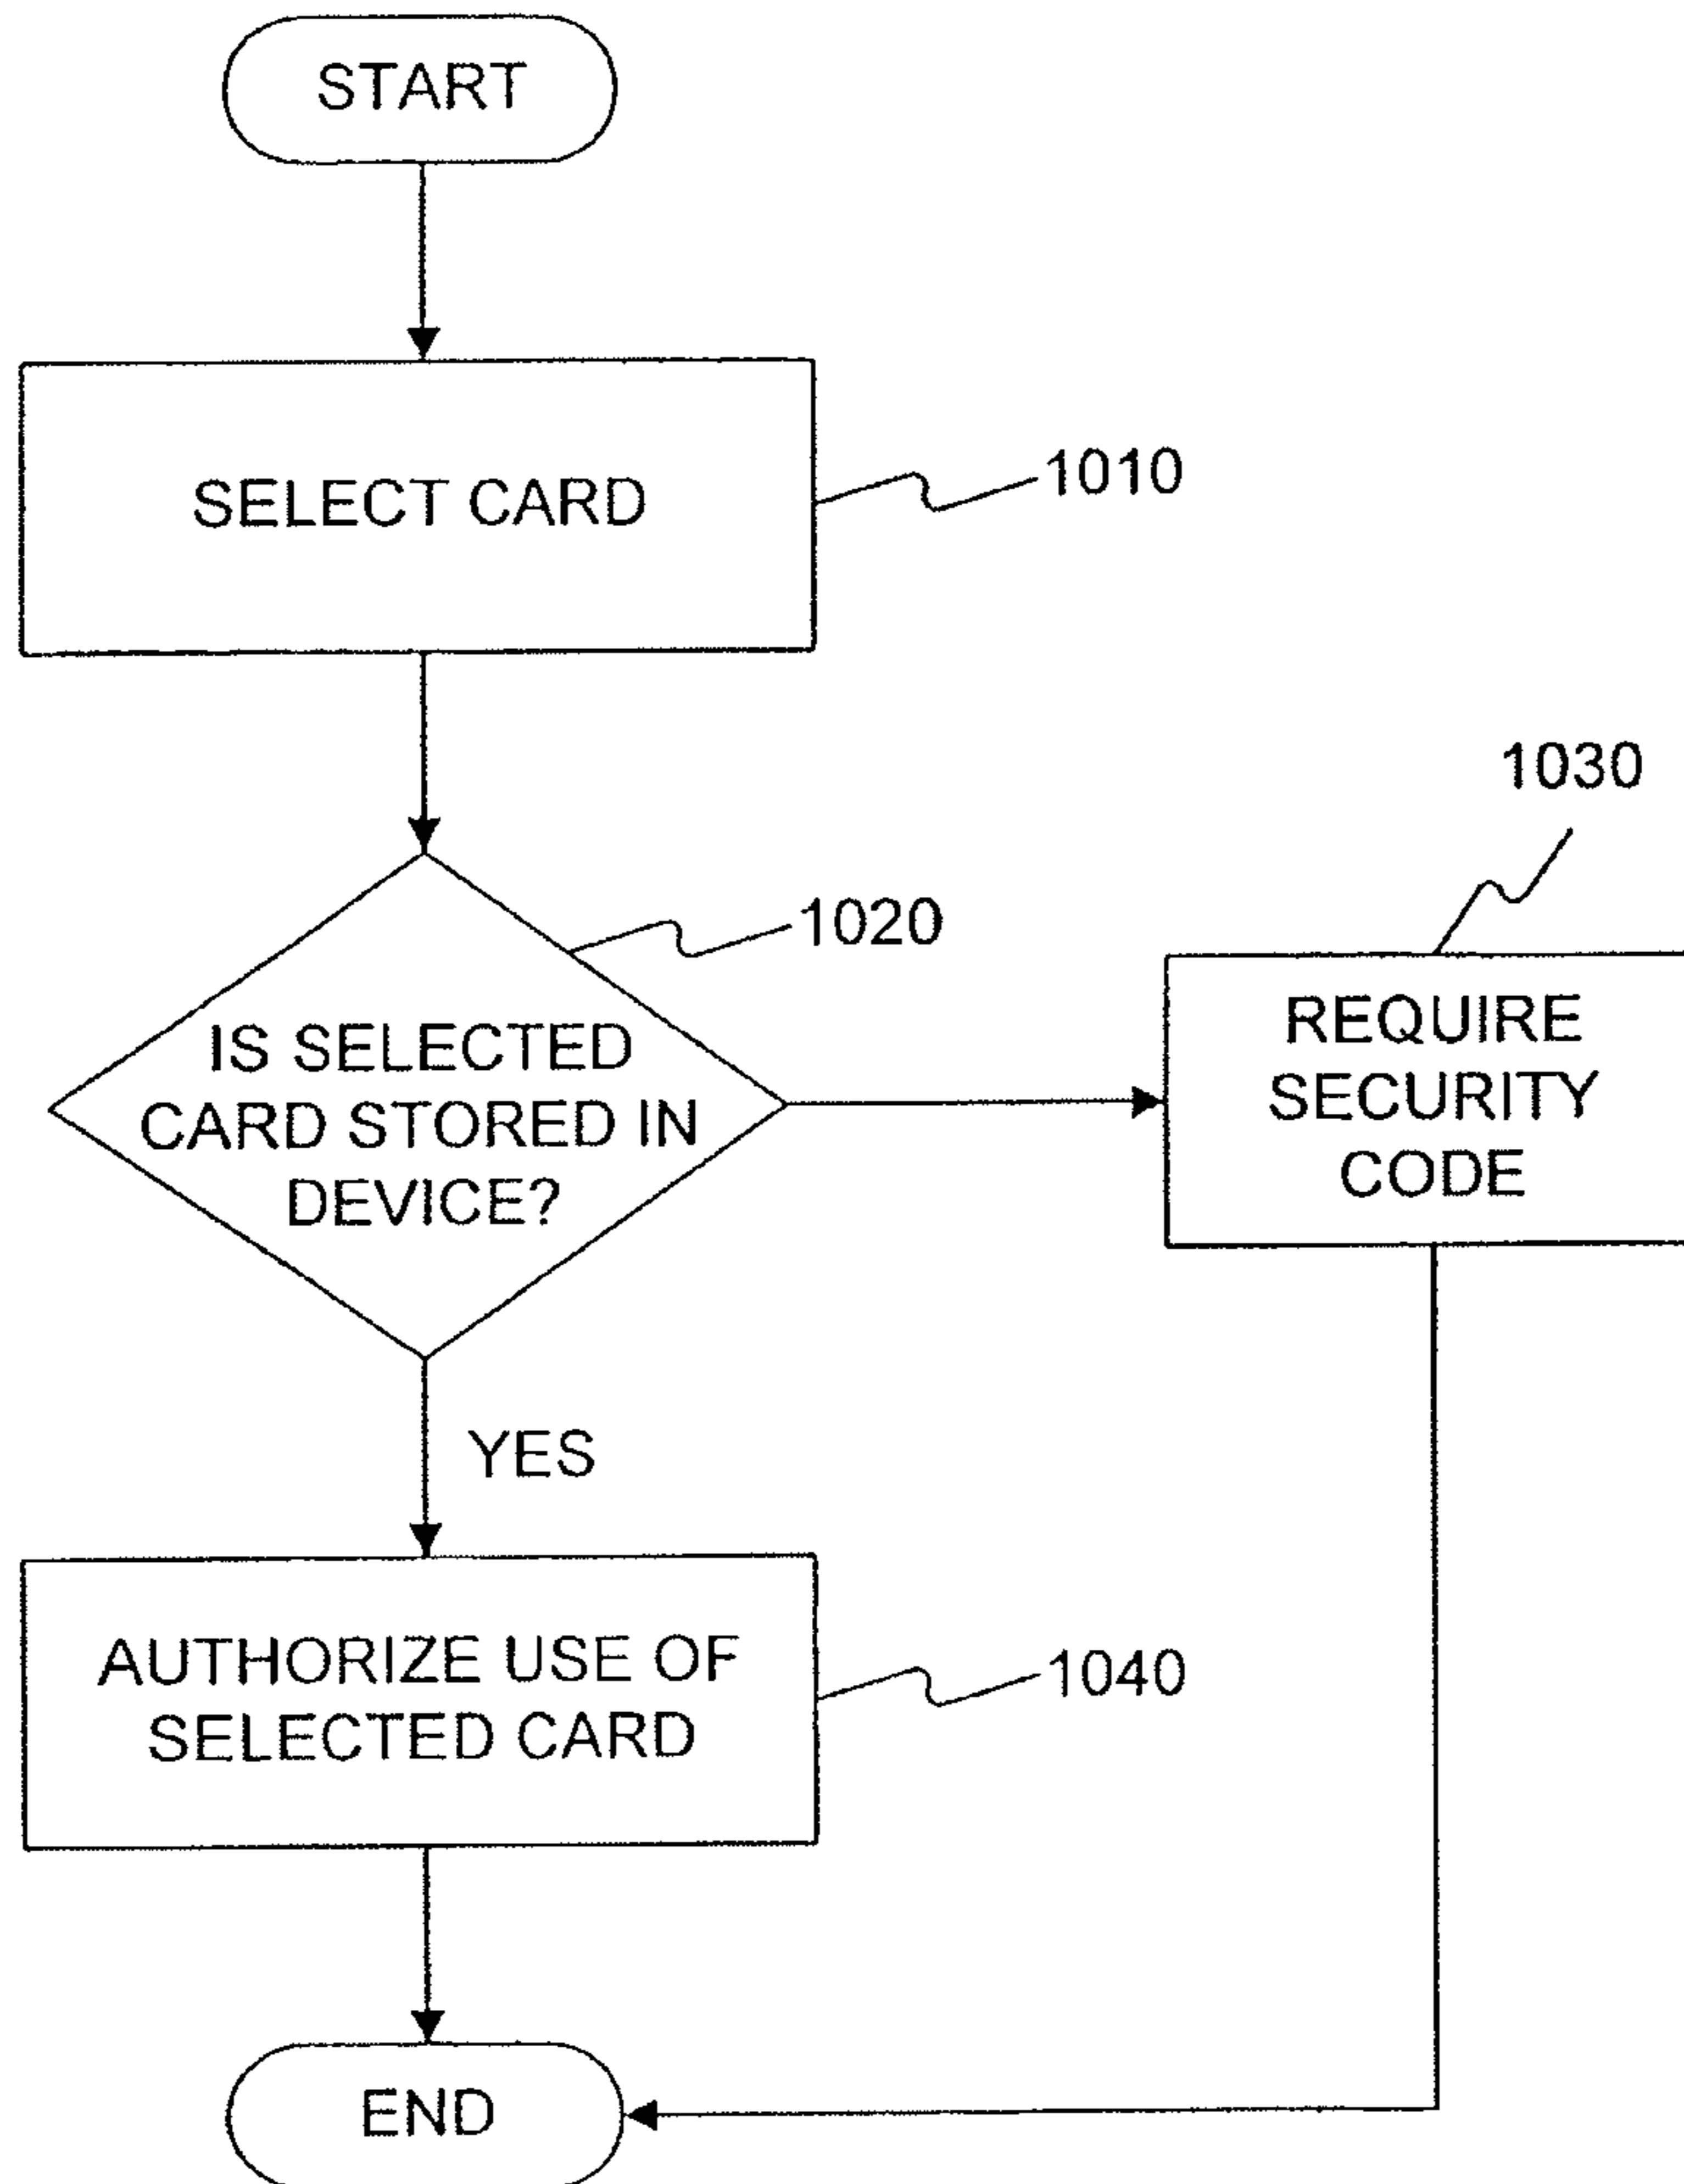 START
SELECT CARD
1010
1030
1020
IS SELECTED
CARD STORED IN
DEVICE?
REQUIRE
SECURITY
CODE
YES
AUTHORIZE USE OF
SELECTED CARD
1040
END